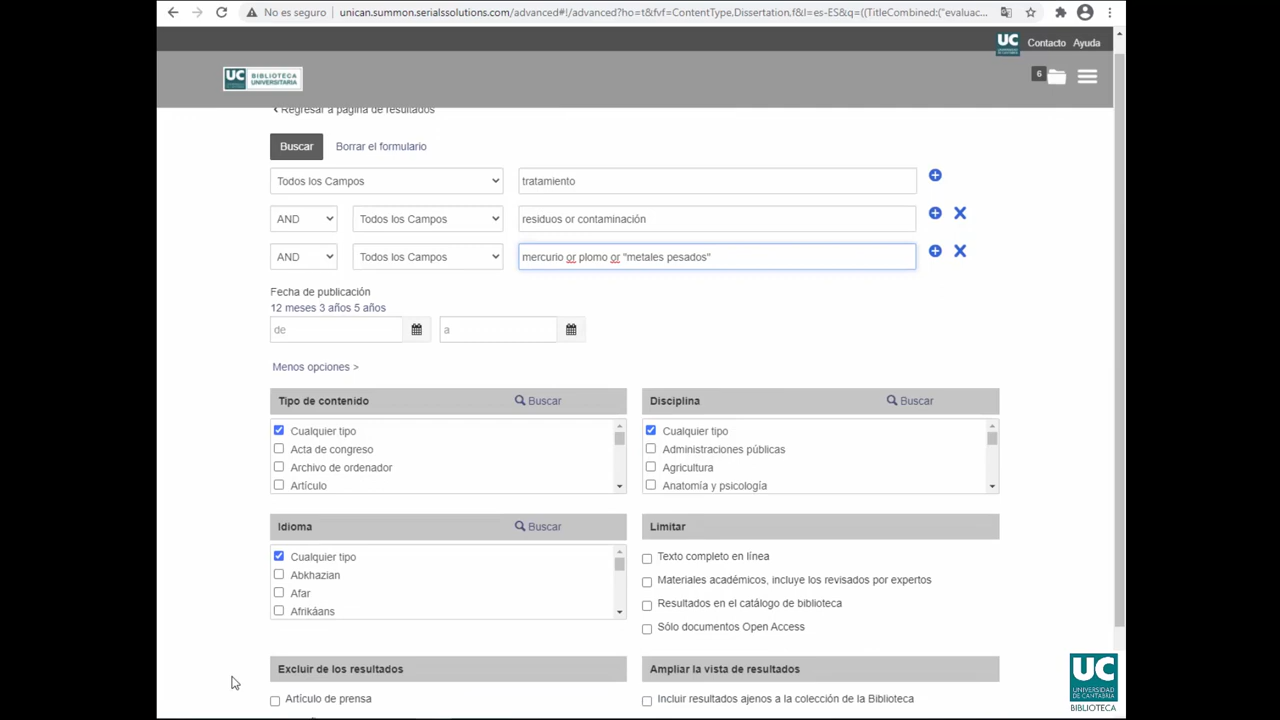 No es seguro unican.summon.serialssolutions.com/advanced#!/advanced?ho=t&fvf=ContentType,Dissertation,f&l=es-ES&q=((TitleCombined:("evaluac...
UC Contacto Ayuda
UC BIBLIOTECA UNIVERSITARIA
6
Regresar a página de resultados
Buscar Borrar el formulario
Todos los Campos tratamiento
AND Todos los Campos residuos or contaminación
AND Todos los Campos mercurio or plomo or "metales pesados"
Fecha de publicación
12 meses 3 años 5 años
de a
Menos opciones >
Tipo de contenido Buscar
Cualquier tipo
Acta de congreso
Archivo de ordenador
Artículo
Disciplina Buscar
Cualquier tipo
Administraciones públicas
Agricultura
Anatomía y psicología
Idioma Buscar
Cualquier tipo
Abkhazian
Afar
Afrikáans
Limitar
Texto completo en línea
Materiales académicos, incluye los revisados por expertos
Resultados en el catálogo de biblioteca
Sólo documentos Open Access
Excluir de los resultados
Artículo de prensa
Ampliar la vista de resultados
Incluir resultados ajenos a la colección de la Biblioteca
UC
UNIVERSIDAD
DE CANTABRIA
BIBLIOTECA